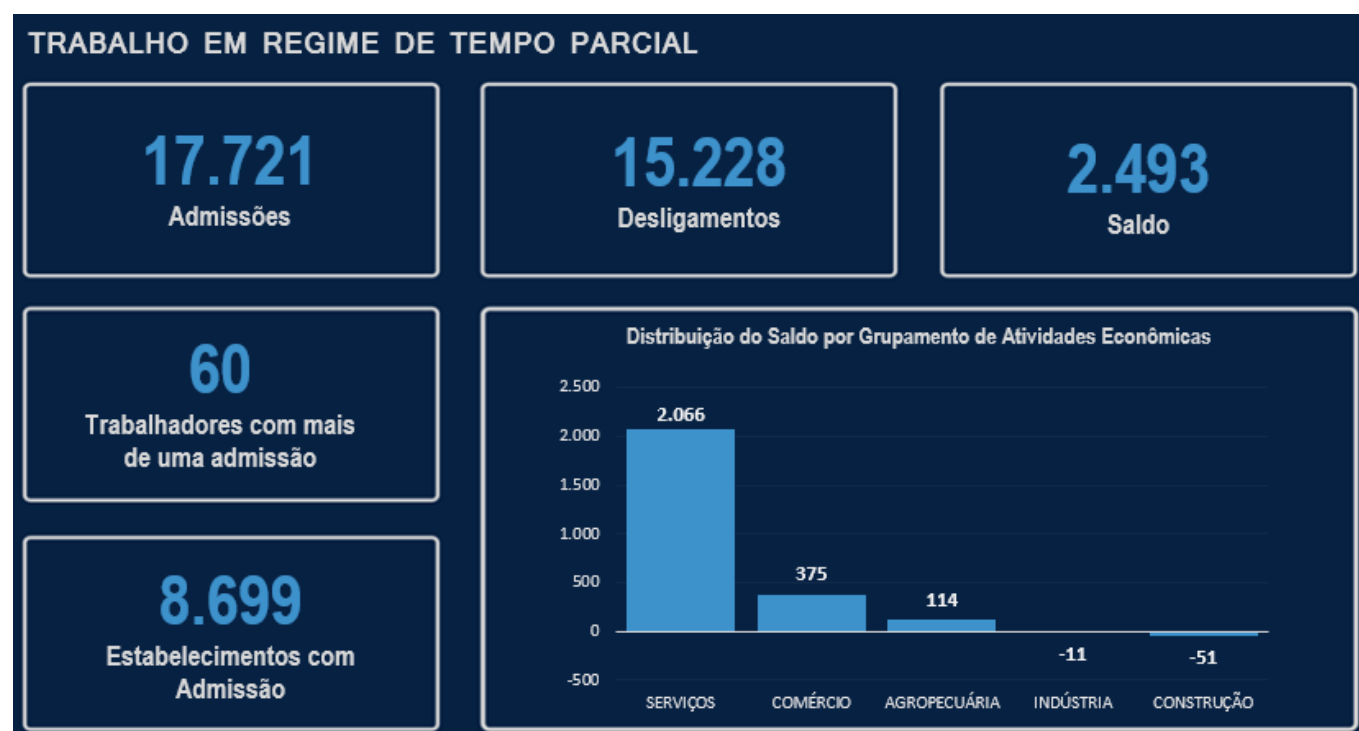 TRABALHO EM REGIME DE TEMPO PARCIAL
17.721
Admissões
15.228
Desligamentos
2.493
Saldo
60
Trabalhadores com mais
de uma admissão
8.699
Estabelecimentos com
Admissão
Distribuição do Saldo por Grupamento de Atividades Econômicas
2.500
2.000
1.500
1.000
500
0
-500
2.066
375
114
-11
-51
SERVIÇOS
COMÉRCIO
AGROPECUÁRIA
INDÚSTRIA
CONSTRUÇÃO